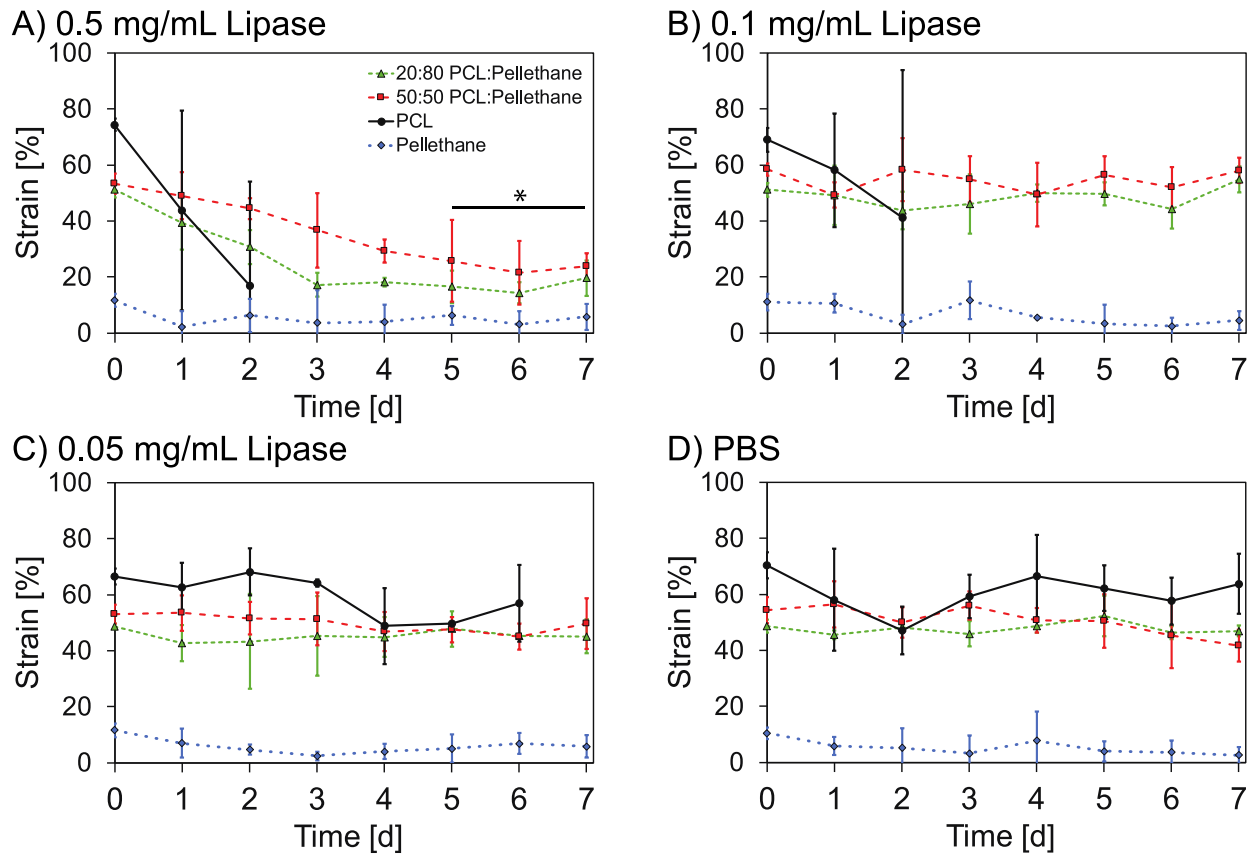 A) 0.5 mg/mL Lipase
100
80
60
40
20
0
Strain [%]
20:80 PCL:Pellethane
50:50 PCL:Pellethane
PCL
Pellethane
*
0 1 2 3 4 5 6 7
Time [d]
B) 0.1 mg/mL Lipase
100
80
60
40
20
0
Strain [%]
0 1 2 3 4 5 6 7
Time [d]
C) 0.05 mg/mL Lipase
100
80
60
40
20
0
Strain [%]
0 1 2 3 4 5 6 7
Time [d]
D) PBS
100
80
60
40
20
0
Strain [%]
0 1 2 3 4 5 6 7
Time [d]